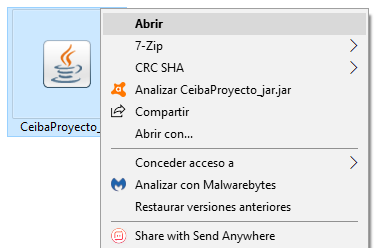 CeibaProyecto_
Abrir
7-Zip
CRC SHA
Analizar CeibaProyecto_jar.jar
Compartir
Abrir con...
Conceder acceso a
Analizar con Malwarebytes
Restaurar versiones anteriores
Share with Send Anywhere